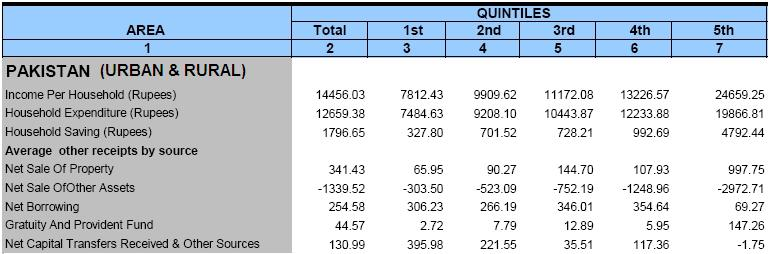 AREA QUINTILES
Total 1st 2nd 3rd 4th 5th
1 2 3 4 5 6 7
PAKISTAN (URBAN & RURAL)
Income Per Household (Rupees) 14456.03 7812.43 9909.62 11172.08 13226.57 24659.25
Household Expenditure (Rupees) 12659.38 7484.63 9208.10 10443.87 12233.88 19866.81
Household Saving (Rupees) 1796.65 327.80 701.52 728.21 992.69 4792.44
Average other receipts by source
Net Sale Of Property 341.43 65.95 90.27 144.70 107.93 997.75
Net Sale OfOther Assets -1339.52 -303.50 -523.09 -752.19 -1248.96 -2972.71
Net Borrowing 254.58 306.23 266.19 346.01 354.64 69.27
Gratuity And Provident Fund 44.57 2.72 7.79 12.89 5.95 147.26
Net Capital Transfers Received & Other Sources 130.99 395.98 221.55 35.51 117.36 -1.75